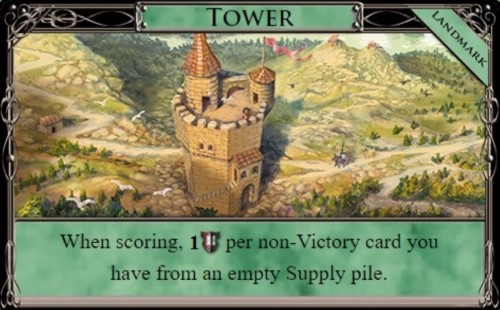 TOWER
LANDMARK
When scoring, 1 per non-Victory card you
have from an empty Supply pile.